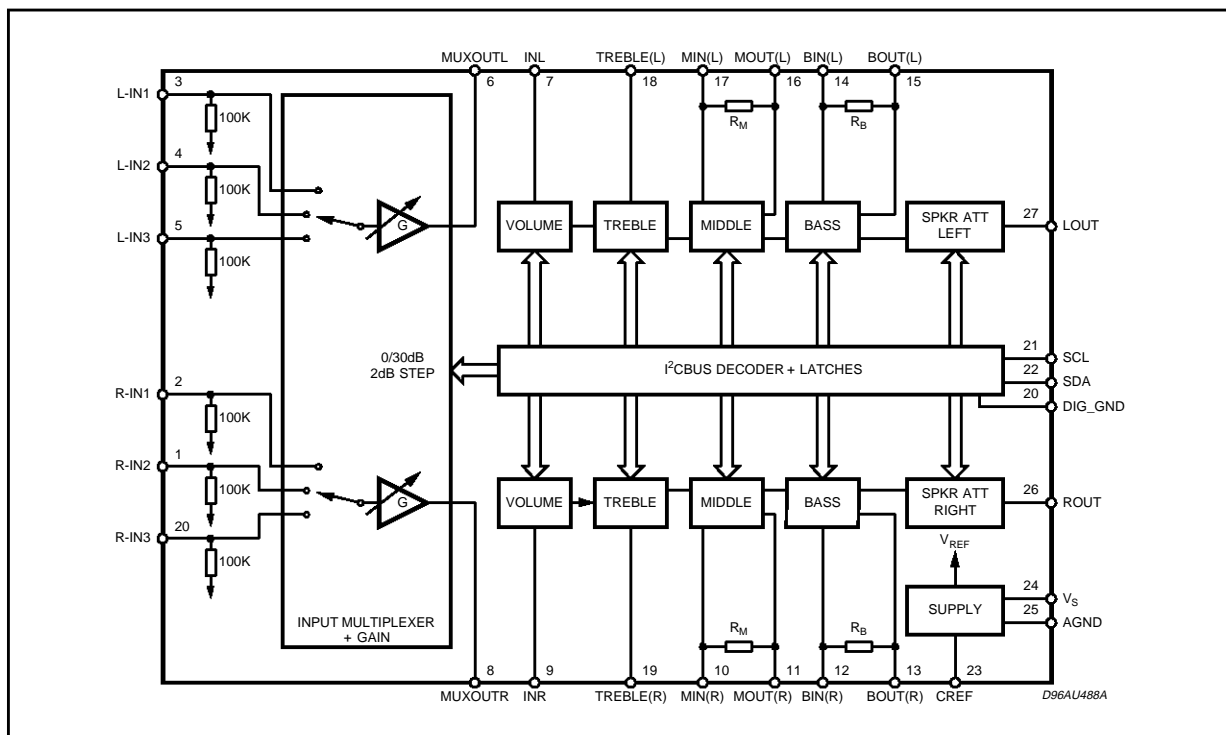 MUXOUTL INL TREBLE(L) MIN(L) MOUT(L) BIN(L) BOUT(L)
6 7 18 17 16 14 15
L-IN1 3
100K
R_M R_B
L-IN2 4
100K
L-IN3 5
100K
G
VOLUME TREBLE MIDDLE BASS SPKR ATT LEFT 27 LOUT
0/30dB
2dB STEP
I²CBUS DECODER + LATCHES
21 SCL
22 SDA
20 DIG_GND
R-IN1 2
100K
R-IN2 1
100K
R-IN3 20
100K
G
VOLUME TREBLE MIDDLE BASS SPKR ATT RIGHT 26 ROUT
V_REF
SUPPLY
24 V_S
25 AGND
INPUT MULTIPLEXER
+ GAIN
R_M R_B
8 9 19 10 11 12 13 23
MUXOUTR INR TREBLE(R) MIN(R) MOUT(R) BIN(R) BOUT(R) CREF
D96AU488A